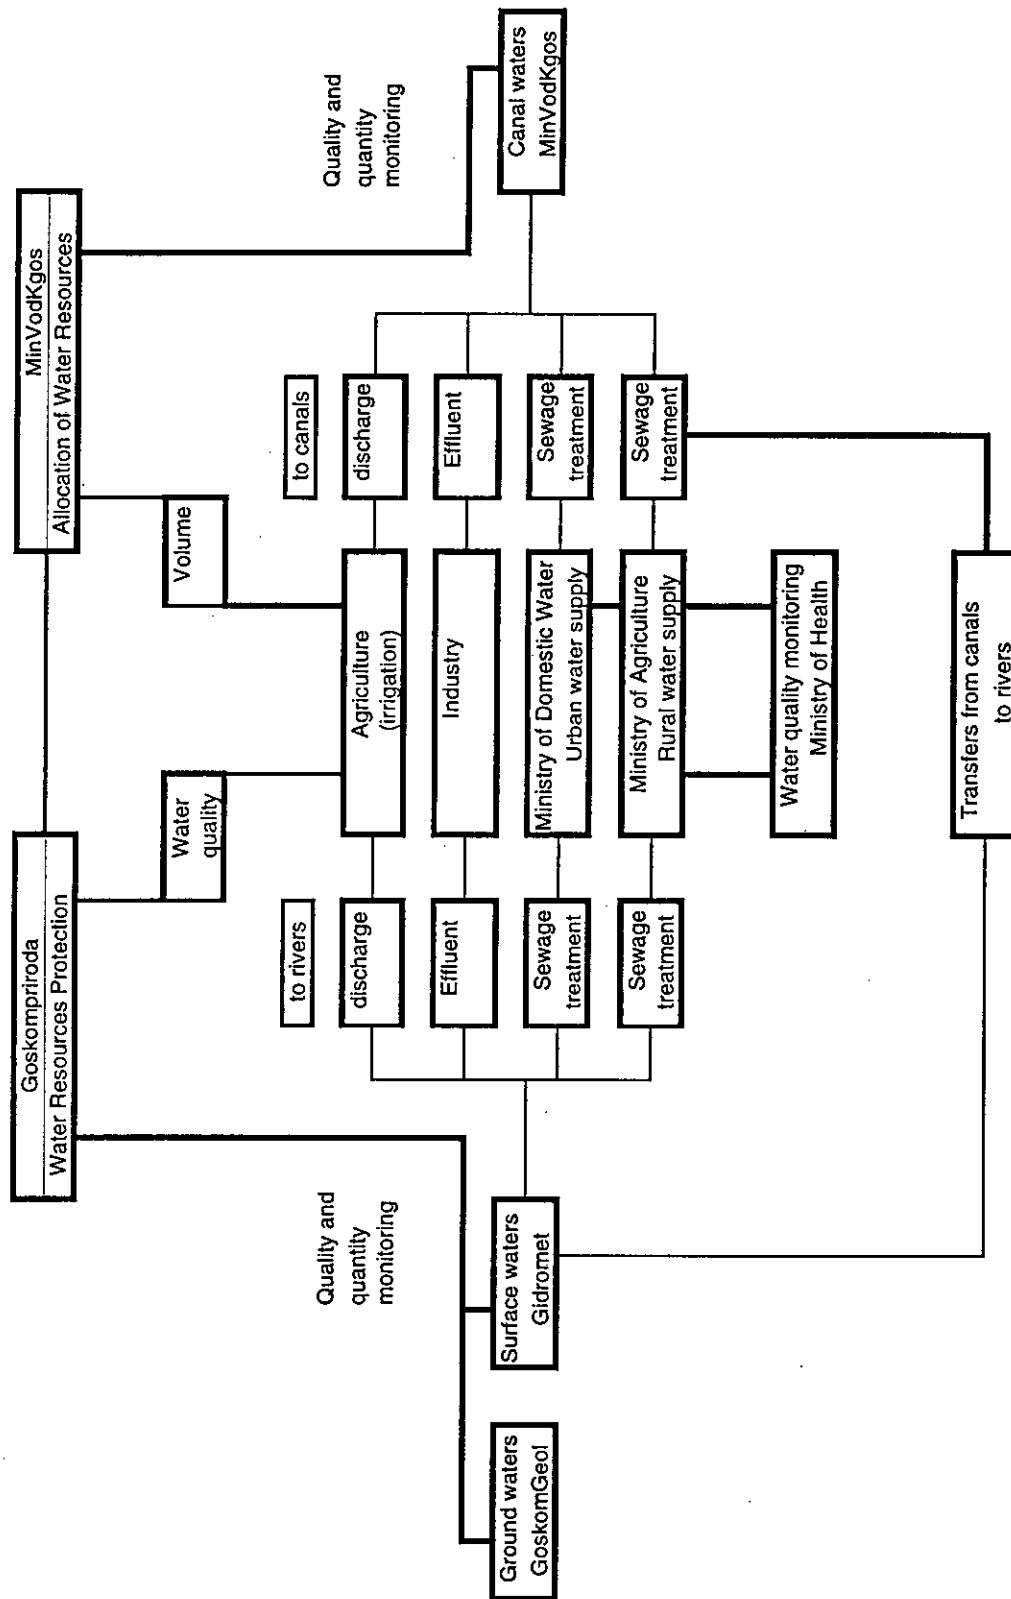 Goskompriroda
Water Resources Protection
MinVodKgos
Allocation of Water Resources
Water
quality
Volume
Quality and
quantity
monitoring
Quality and
quantity
monitoring
to rivers
to canals
discharge
Agriculture
(irrigation)
discharge
Effluent
Industry
Effluent
Ground waters
GoskomGeol
Surface waters
Gidromet
Sewage
treatment
Ministry of Domestic Water
Urban water supply
Sewage
treatment
Canal waters
MinVodKgos
Sewage
treatment
Ministry of Agriculture
Rural water supply
Sewage
treatment
Water quality monitoring
Ministry of Health
Transfers from canals
to rivers